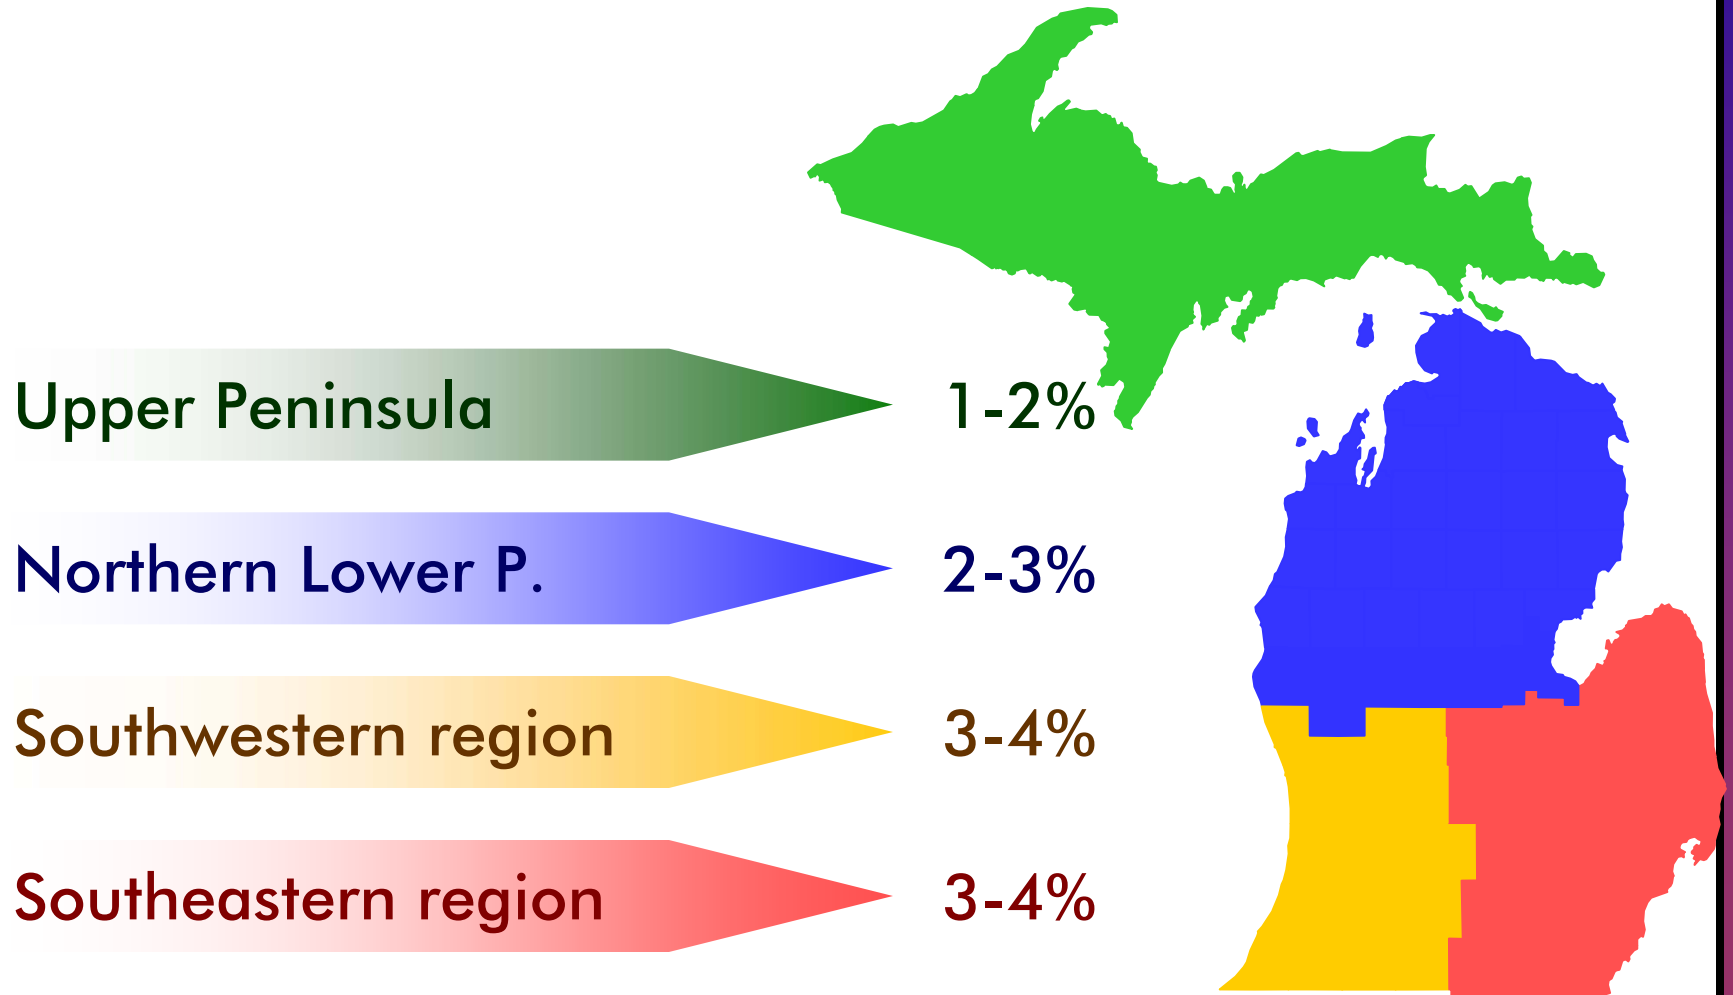 Upper Peninsula 1-2%
Northern Lower P. 2-3%
Southwestern region 3-4%
Southeastern region 3-4%